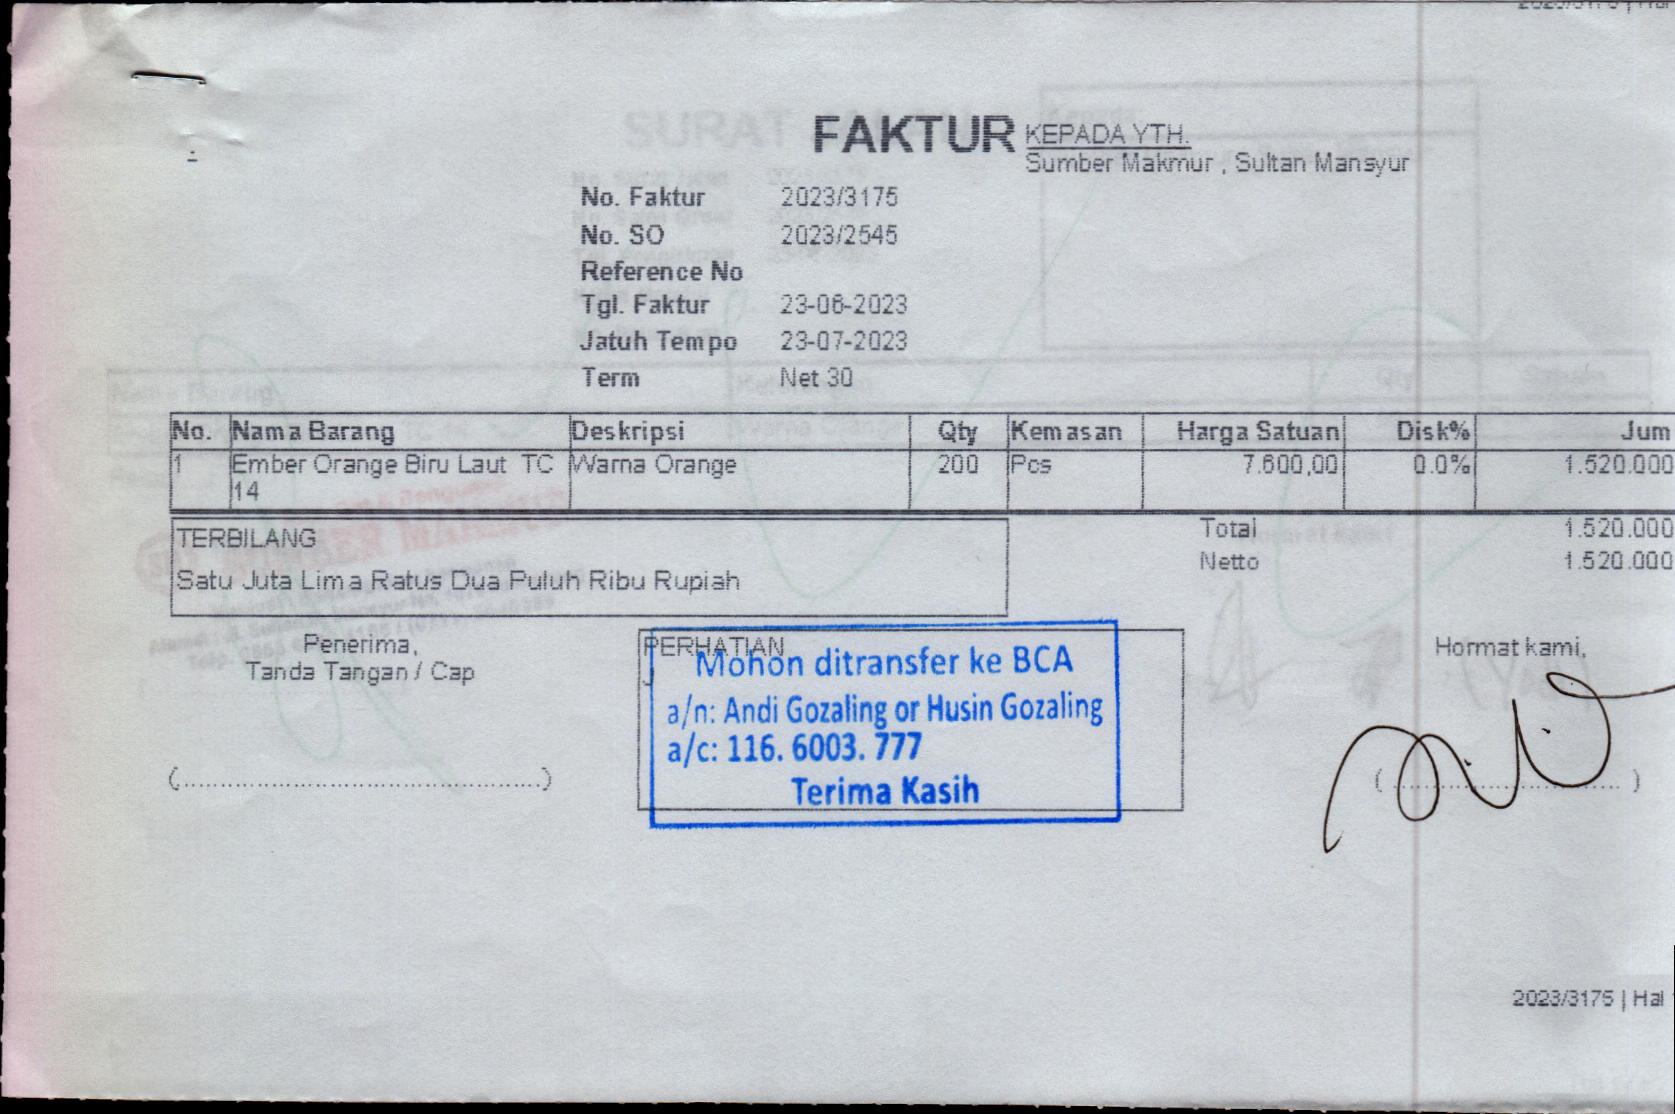 FAKTUR
KEPADA YTH.
Sumber Makmur , Sultan Mansyur
No. Faktur 2023/3175
No. SO 2023/2545
Reference No
Tgl. Faktur 23-06-2023
Jatuh Tempo 23-07-2023
Term Net 30
No. Nama Barang Deskripsi Qty Kemasan Harga Satuan Disk% Jum
1 Ember Orange Biru Laut TC Warna Orange 200 Pcs 7.600,00 0.0% 1.520.000
14
TERBILANG
Satu Juta Lima Ratus Dua Puluh Ribu Rupiah
Total 1.520.000
Netto 1.520.000
Penerima,
Tanda Tangan / Cap
(............................................)
PERHATIAN
Mohon ditransfer ke BCA
a/n: Andi Gozaling or Husin Gozaling
a/c: 116. 6003. 777
Terima Kasih
Hormat kami,
(..............................)
2023/3175 | Hal